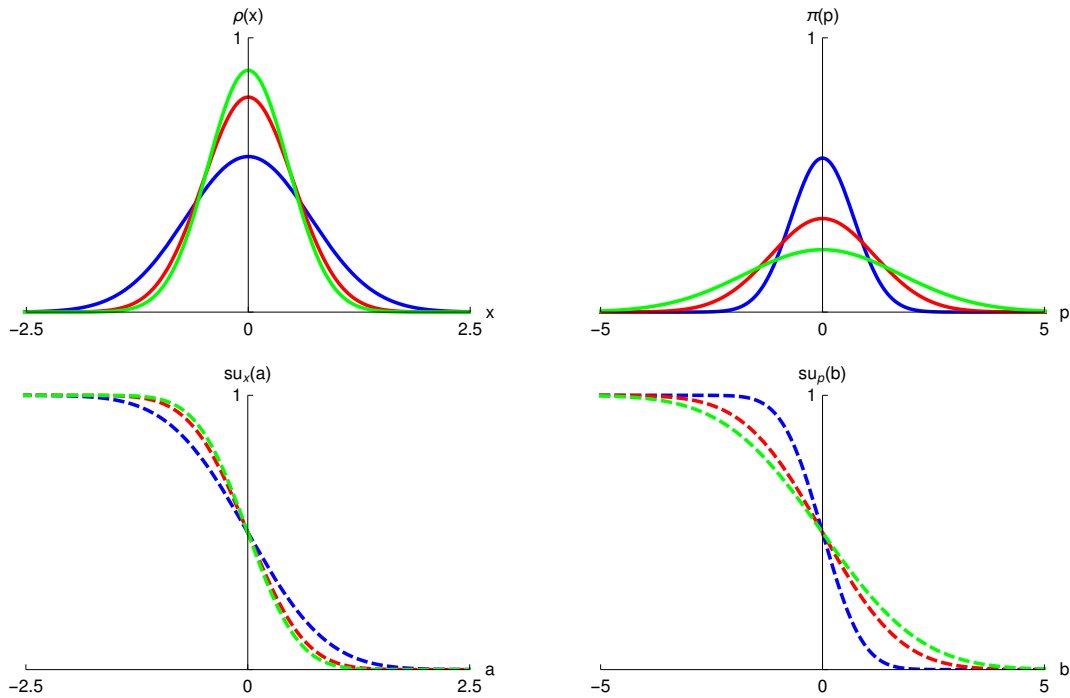 ρ(x)
1
−2.5 0 2.5 x
π(p)
1
−5 0 5 p
su_x(a)
1
−2.5 0 2.5 a
su_p(b)
1
−5 0 5 b